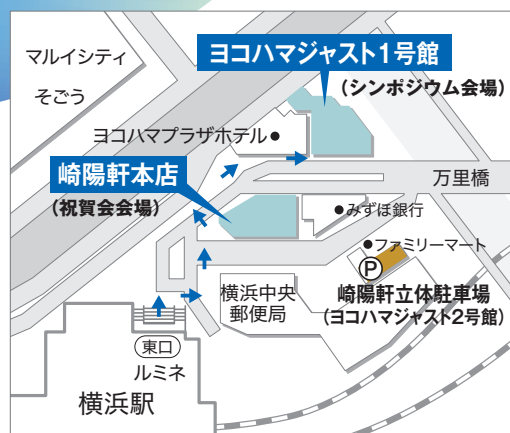 マルイシティ
そごう
ヨコハマジャスト1号館
(シンポジウム会場)
ヨコハマプラザホテル●
崎陽軒本店
(祝賀会会場)
万里橋
●みずほ銀行
●ファミリーマート
P
崎陽軒立体駐車場
(ヨコハマジャスト2号館)
横浜中央
郵便局
東口
ルミネ
横浜駅